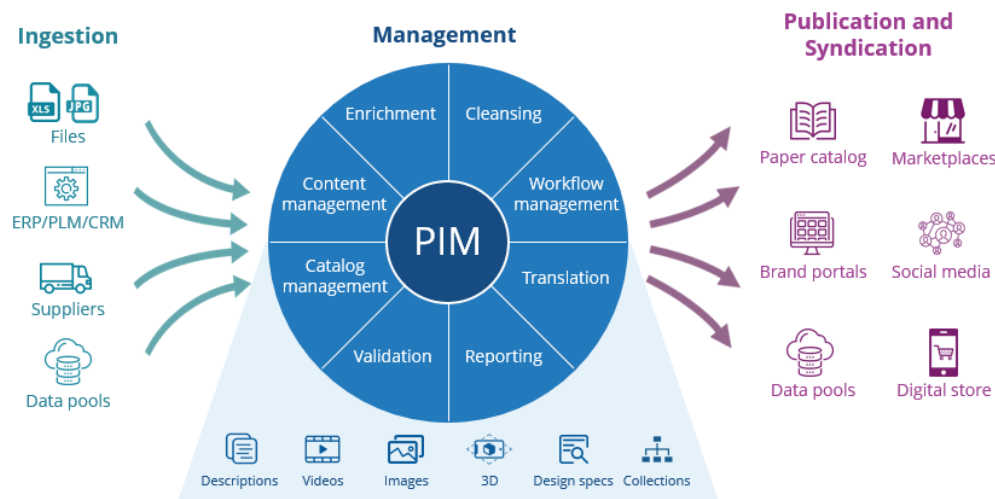 Ingestion
XLS
JPG
Files
ERP/PLM/CRM
Suppliers
Data pools
Management
Enrichment
Cleansing
Content
management
Workflow
management
PIM
Catalog
management
Translation
Validation
Reporting
Descriptions
Videos
Images
3D
Design specs
Collections
Publication and
Syndication
Paper catalog
Marketplaces
Brand portals
Social media
Data pools
Digital store